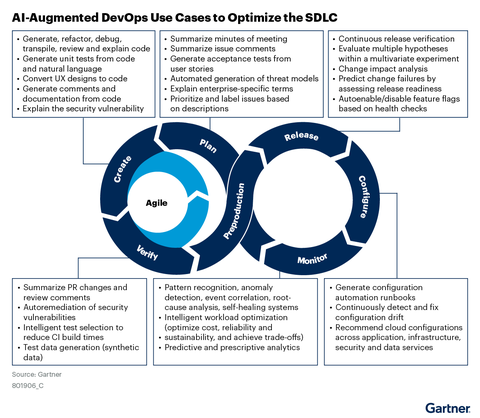 AI-Augmented DevOps Use Cases to Optimize the SDLC
• Generate, refactor, debug,
transpile, review and explain code
• Generate unit tests from
code and natural language
• Convert UX designs to code
• Generate comments and
documentation from code
• Explain the security vulnerability
• Summarize minutes of meeting
• Summarize issue comments
• Generate acceptance tests from
user stories
• Automated generation of threat models
• Explain enterprise-specific terms
• Prioritize and label issues based
on descriptions
• Continuous release verification
• Evaluate multiple hypotheses
within a multivariate experiment
• Change impact analysis
• Predict change failures by
assessing release readiness
• Autoenable/disable feature flags
based on health checks
Plan
Release
Create
Agile
Preproduction
Configure
Verify
Monitor
• Summarize PR changes and
review comments
• Autoremediation of security
vulnerabilities
• Intelligent test selection to
reduce CI build times
• Test data generation (synthetic
data)
• Pattern recognition, anomaly
detection, event correlation, root-
cause analysis, self-healing systems
• Intelligent workload optimization
(optimize cost, reliability and
• sustainability, and achieve trade-offs)
• Predictive and prescriptive analytics
• Generate configuration
automation runbooks
• Continuously detect and fix
configuration drift
• Recommend cloud configurations
across application, infrastructure,
security and data services
Source: Gartner
801906_C
Gartner